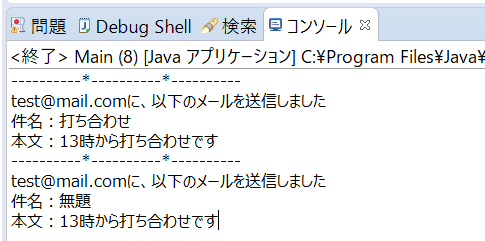 問題 Debug Shell 検索 コンソール
<終了> Main (8) [Java アプリケーション] C:¥Program Files¥Java¥
----------*----------*----------
test@mail.comに、以下のメールを送信しました
件名：打ち合わせ
本文：13時から打ち合わせです
----------*----------*----------
test@mail.comに、以下のメールを送信しました
件名：無題
本文：13時から打ち合わせです